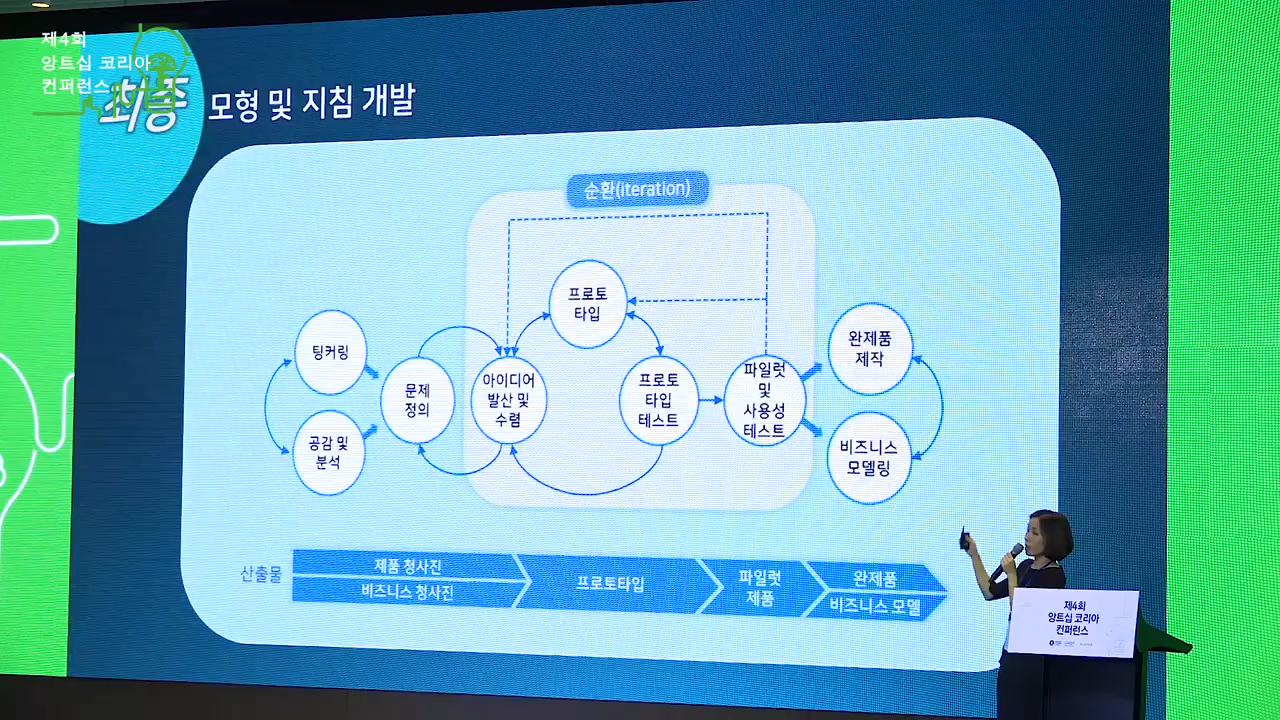 제4회
앙트십 코리아
컨퍼런스
최종 모형 및 지침 개발
순환(iteration)
프로토
타입
팅커링
공감 및
분석
문제
정의
아이디어
발산 및
수렴
프로토
타입
테스트
파일럿
및
사용성
테스트
완제품
제작
비즈니스
모델링
산출물
제품 청사진
비즈니스 청사진
프로토타입
파일럿
제품
완제품
비즈니스 모델
제4회
앙트십 코리아
컨퍼런스